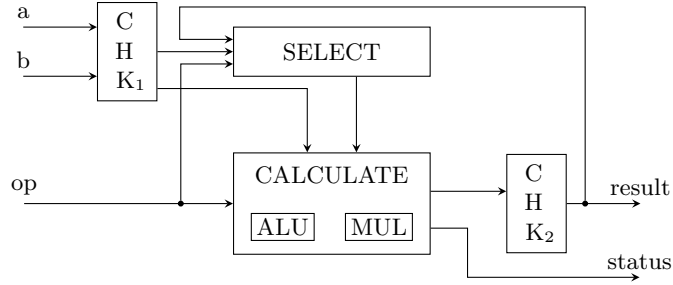 a
b
C
H
K₁
SELECT
op
CALCULATE
ALU MUL
C
H
K₂
result
status